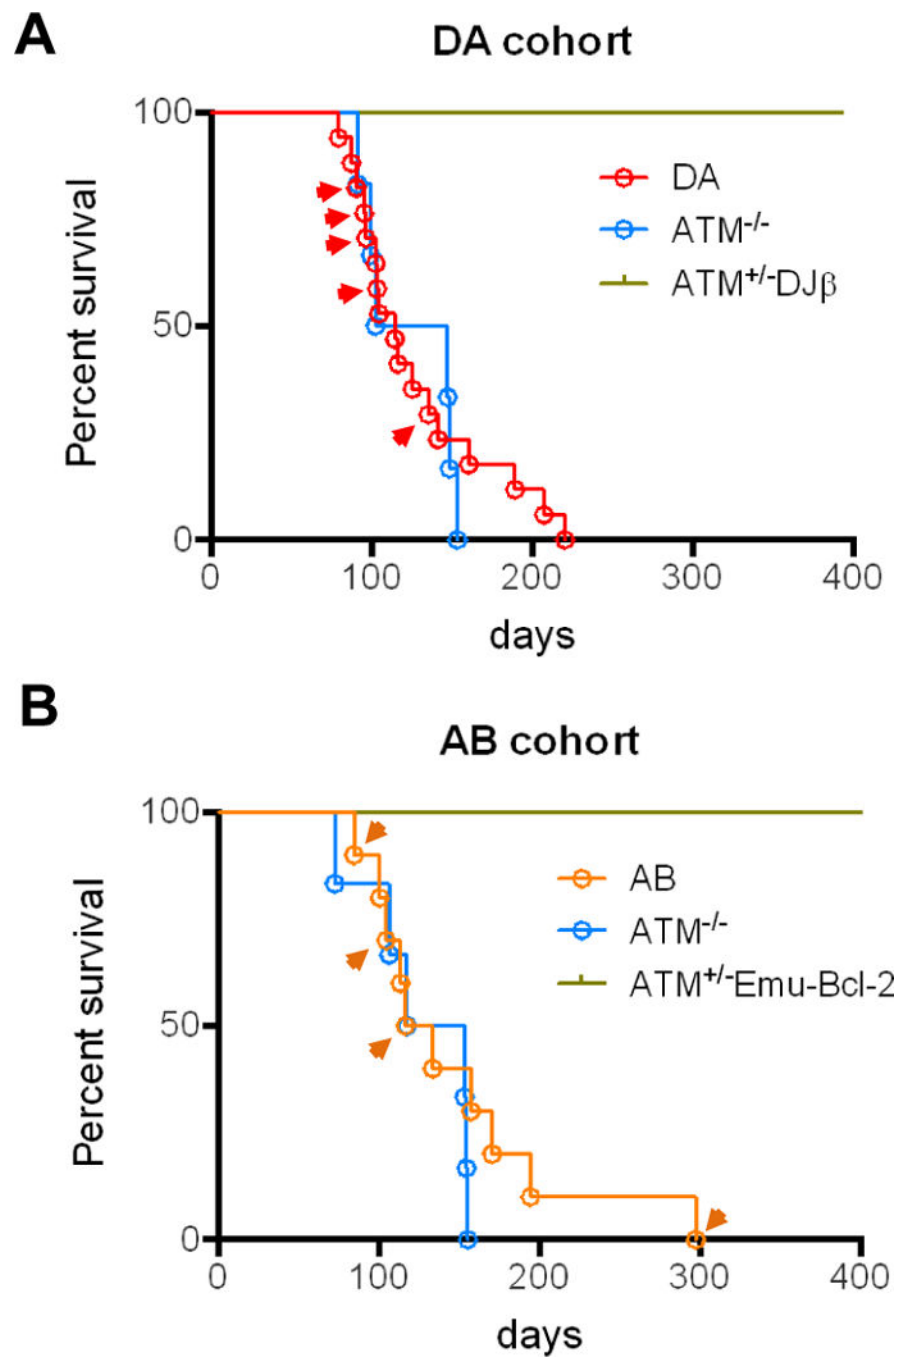 A
DA cohort
100
50
0
Percent survival
DA
ATM-/-
ATM+/-DJβ
0 100 200 300 400
days
B
AB cohort
100
50
0
Percent survival
AB
ATM-/-
ATM+/-Emu-Bcl-2
0 100 200 300 400
days